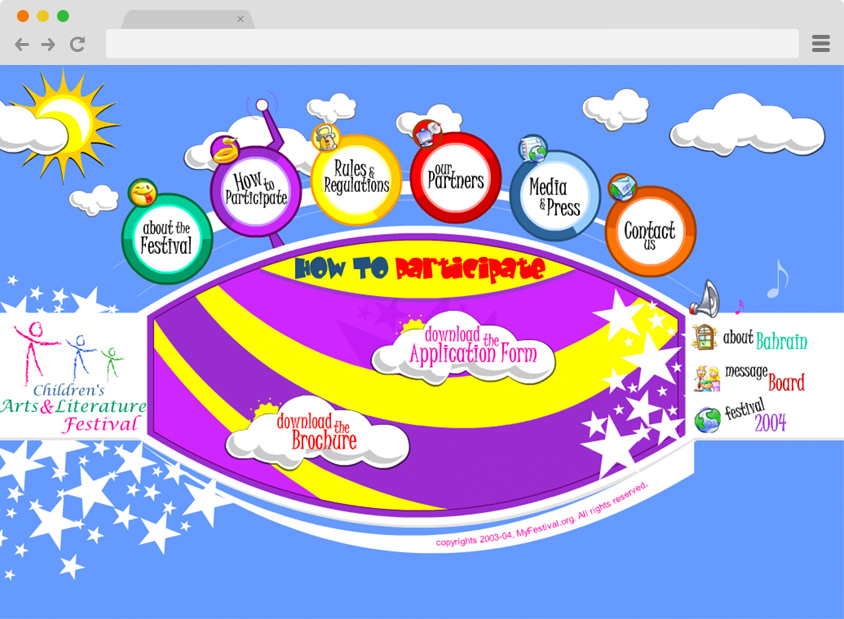 about the
Festival
How to
Participate
Rules &
Regulations
our
Partners
Media
& Press
Contact
us
HOW TO participate
download the
Application Form
download the
Brochure
Children's
Arts & Literature
Festival
about Bahrain
message
Board
festival
2004
copyrights 2003-04, MyFestival.org. All rights reserved.